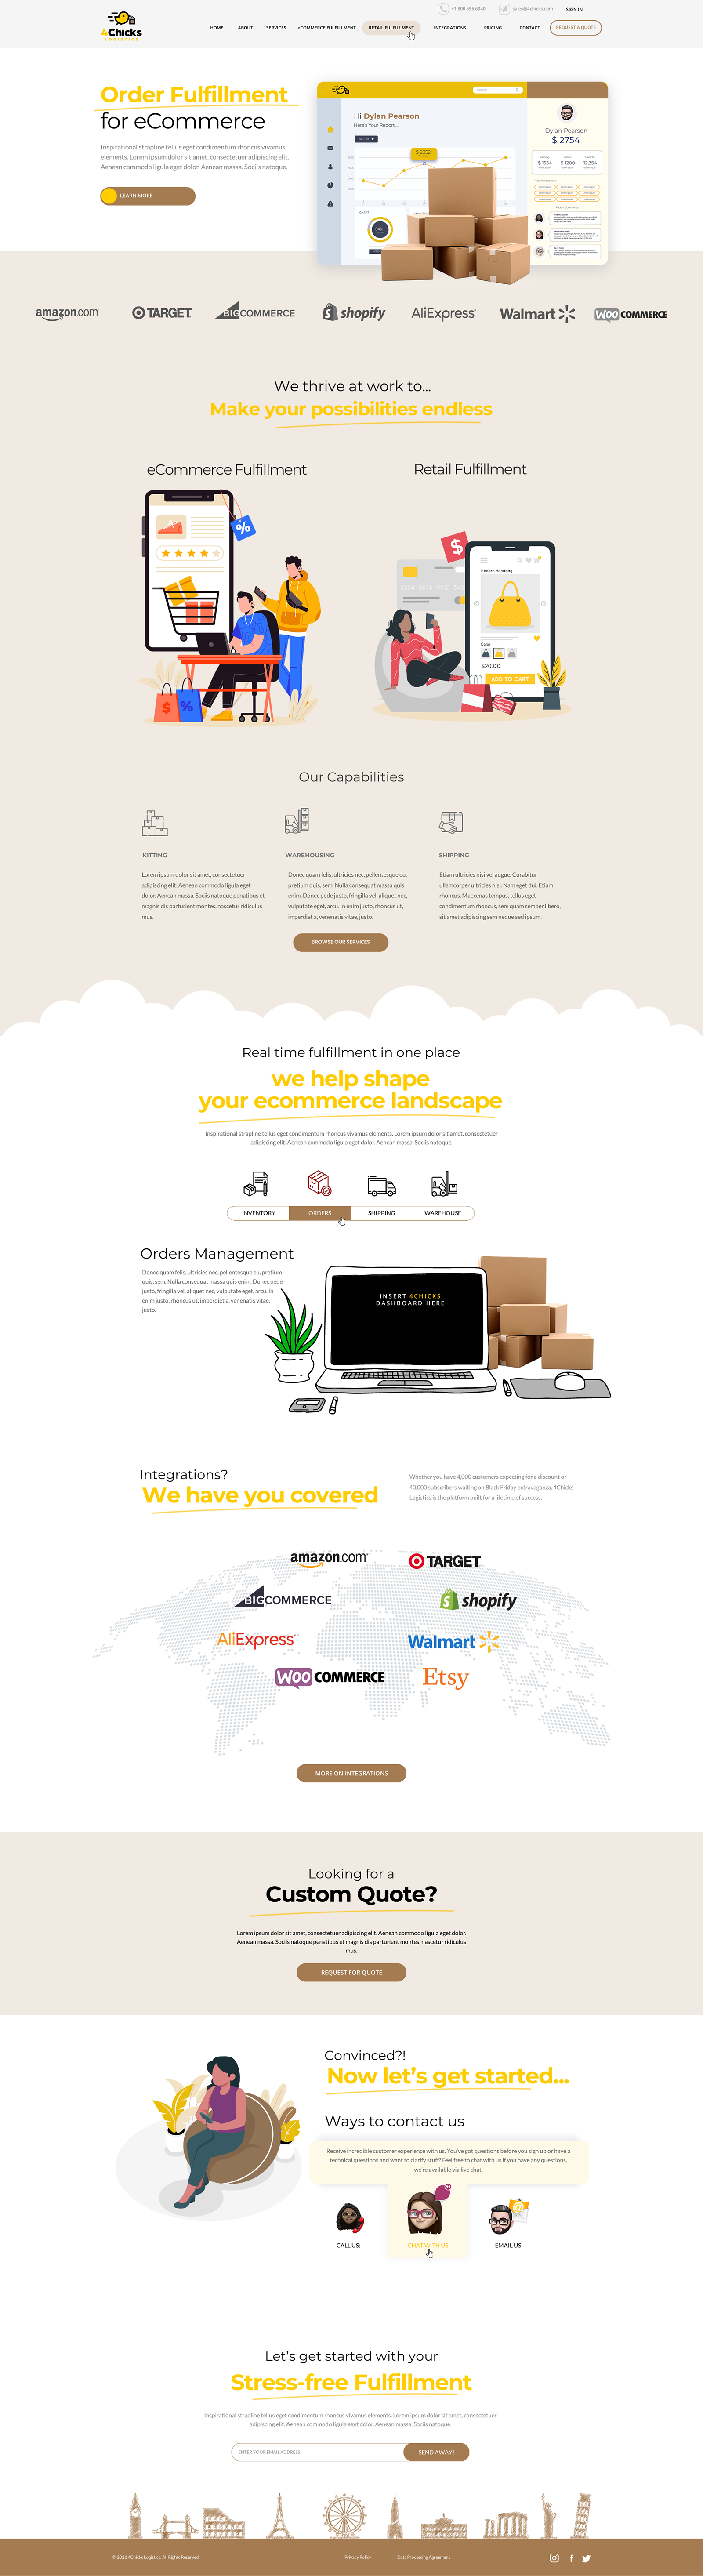 +1 888 555 6048
sales@4chicks.com
SIGN IN
4Chicks
LOGISTICS
HOME
ABOUT
SERVICES
eCOMMERCE FULFILLMENT
RETAIL FULFILLMENT
INTEGRATIONS
PRICING
CONTACT
REQUEST A QUOTE
Order Fulfillment
for eCommerce
Inspirational strapline tellus eget condimentum rhoncus vivamus
elements. Lorem ipsum dolor sit amet, consectetuer adipiscing elit.
Aenean commodo ligula eget dolor. Aenean massa. Sociis natoque.
LEARN MORE
Hi Dylan Pearson
Here's Your Report...
$ 2352
Dylan Pearson
$ 2754
$ 1554
$ 1200
12,354
amazon.com
TARGET
BIGCOMMERCE
shopify
AliExpress
Walmart
WOO COMMERCE
We thrive at work to...
Make your possibilities endless
eCommerce Fulfillment
Retail Fulfillment
%
$
%
$
Modern Handbag
Color
$20.00
ADD TO CART
Our Capabilities
KITTING
Lorem ipsum dolor sit amet, consectetuer
adipiscing elit. Aenean commodo ligula eget
dolor. Aenean massa. Sociis natoque penatibus et
magnis dis parturient montes, nascetur ridiculus
mus.
WAREHOUSING
Donec quam felis, ultricies nec, pellentesque eu,
pretium quis, sem. Nulla consequat massa quis
enim. Donec pede justo, fringilla vel, aliquet nec,
vulputate eget, arcu. In enim justo, rhoncus ut,
imperdiet a, venenatis vitae, justo.
SHIPPING
Etiam ultricies nisi vel augue. Curabitur
ullamcorper ultricies nisi. Nam eget dui. Etiam
rhoncus. Maecenas tempus, tellus eget
condimentum rhoncus, sem quam semper libero,
sit amet adipiscing sem neque sed ipsum.
BROWSE OUR SERVICES
Real time fulfillment in one place
we help shape
your ecommerce landscape
Inspirational strapline tellus eget condimentum rhoncus vivamus elements. Lorem ipsum dolor sit amet, consectetuer
adipiscing elit. Aenean commodo ligula eget dolor. Aenean massa. Sociis natoque.
INVENTORY
ORDERS
SHIPPING
WAREHOUSE
Orders Management
Donec quam felis, ultricies nec, pellentesque eu, pretium
quis, sem. Nulla consequat massa quis enim. Donec pede
justo, fringilla vel, aliquet nec, vulputate eget, arcu. In
enim justo, rhoncus ut, imperdiet a, venenatis vitae,
justo.
INSERT 4CHICKS
DASHBOARD HERE
Integrations?
We have you covered
Whether you have 4,000 customers expecting for a discount or
40,000 subscribers waiting on Black Friday extravaganza, 4Chicks
Logistics is the platform built for a lifetime of success.
amazon.com
TARGET
BIGCOMMERCE
shopify
AliExpress
Walmart
WOO COMMERCE
Etsy
MORE ON INTEGRATIONS
Looking for a
Custom Quote?
Lorem ipsum dolor sit amet, consectetuer adipiscing elit. Aenean commodo ligula eget dolor.
Aenean massa. Sociis natoque penatibus et magnis dis parturient montes, nascetur ridiculus
mus.
REQUEST FOR QUOTE
Convinced?!
Now let's get started...
Ways to contact us
Receive incredible customer experience with us. You've got questions before you sign up or have a
technical questions and want to clarify stuff? Feel free to chat with us if you have any questions,
we're available via live chat.
CALL US:
CHAT WITH US
EMAIL US
Let's get started with your
Stress-free Fulfillment
Inspirational strapline tellus eget condimentum rhoncus vivamus elements. Lorem ipsum dolor sit amet, consectetuer
adipiscing elit. Aenean commodo ligula eget dolor. Aenean massa. Sociis natoque.
ENTER YOUR EMAIL ADDRESS
SEND AWAY!
© 2021 4Chicks Logistics. All Rights Reserved
Privacy Policy
Data Processing Agreement